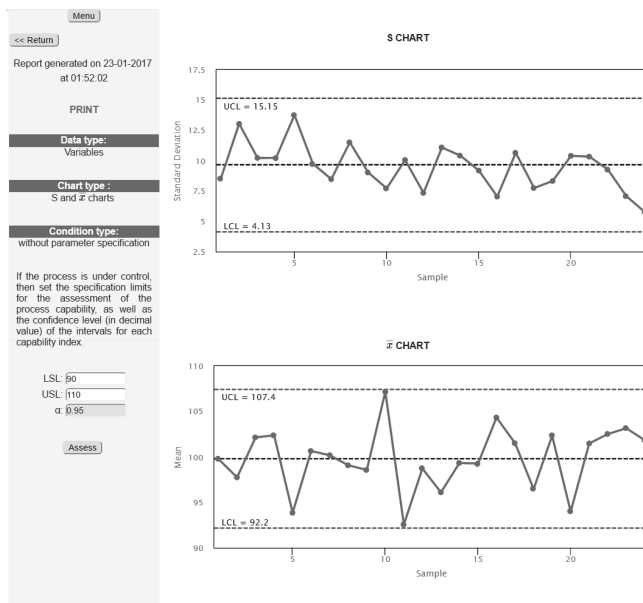 Menu
<< Return
Report generated on 23-01-2017
at 01:52:02
PRINT
Data type:
Variables
Chart type :
S and x̄ charts
Condition type:
without parameter specification
If the process is under control,
then set the specification limits
for the assessment of the
process capability, as well as
the confidence level (in decimal
value) of the intervals for each
capability index.
LSL: 90
USL: 110
α: 0.95
Assess
S CHART
17.5
15
12.5
10
7.5
5
2.5
Standard Deviation
UCL = 15.15
LCL = 4.13
5 10 15 20
Sample
x̄ CHART
110
105
100
95
90
Mean
UCL = 107.4
LCL = 92.2
5 10 15 20
Sample